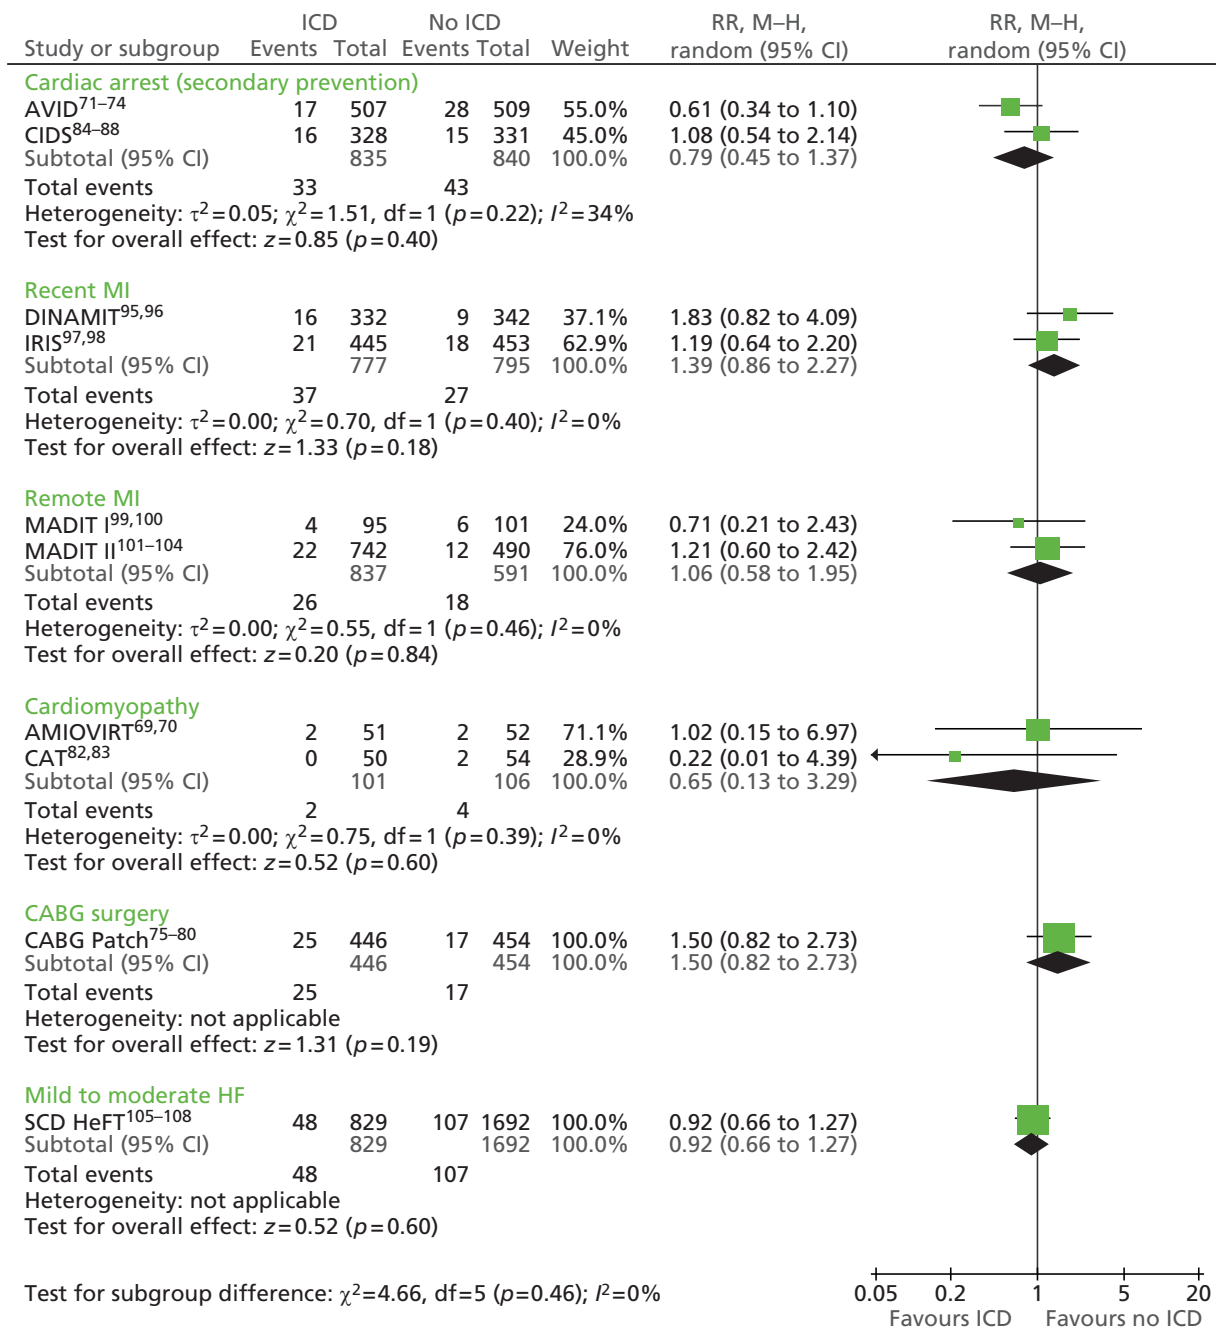 ICD No ICD RR, M–H, RR, M–H,
Study or subgroup Events Total Events Total Weight random (95% CI) random (95% CI)
Cardiac arrest (secondary prevention)
AVID71–74 17 507 28 509 55.0% 0.61 (0.34 to 1.10)
CIDS84–88 16 328 15 331 45.0% 1.08 (0.54 to 2.14)
Subtotal (95% CI) 835 840 100.0% 0.79 (0.45 to 1.37)
Total events 33 43
Heterogeneity: τ2=0.05; χ2=1.51, df=1 (p=0.22); I2=34%
Test for overall effect: z=0.85 (p=0.40)
Recent MI
DINAMIT95,96 16 332 9 342 37.1% 1.83 (0.82 to 4.09)
IRIS97,98 21 445 18 453 62.9% 1.19 (0.64 to 2.20)
Subtotal (95% CI) 777 795 100.0% 1.39 (0.86 to 2.27)
Total events 37 27
Heterogeneity: τ2=0.00; χ2=0.70, df=1 (p=0.40); I2=0%
Test for overall effect: z=1.33 (p=0.18)
Remote MI
MADIT I99,100 4 95 6 101 24.0% 0.71 (0.21 to 2.43)
MADIT II101–104 22 742 12 490 76.0% 1.21 (0.60 to 2.42)
Subtotal (95% CI) 837 591 100.0% 1.06 (0.58 to 1.95)
Total events 26 18
Heterogeneity: τ2=0.00; χ2=0.55, df=1 (p=0.46); I2=0%
Test for overall effect: z=0.20 (p=0.84)
Cardiomyopathy
AMIOVIRT69,70 2 51 2 52 71.1% 1.02 (0.15 to 6.97)
CAT82,83 0 50 2 54 28.9% 0.22 (0.01 to 4.39)
Subtotal (95% CI) 101 106 100.0% 0.65 (0.13 to 3.29)
Total events 2 4
Heterogeneity: τ2=0.00; χ2=0.75, df=1 (p=0.39); I2=0%
Test for overall effect: z=0.52 (p=0.60)
CABG surgery
CABG Patch75–80 25 446 17 454 100.0% 1.50 (0.82 to 2.73)
Subtotal (95% CI) 446 454 100.0% 1.50 (0.82 to 2.73)
Total events 25 17
Heterogeneity: not applicable
Test for overall effect: z=1.31 (p=0.19)
Mild to moderate HF
SCD HeFT105–108 48 829 107 1692 100.0% 0.92 (0.66 to 1.27)
Subtotal (95% CI) 829 1692 100.0% 0.92 (0.66 to 1.27)
Total events 48 107
Heterogeneity: not applicable
Test for overall effect: z=0.52 (p=0.60)
Test for subgroup difference: χ2=4.66, df=5 (p=0.46); I2=0% 0.05 0.2 1 5 20
Favours ICD Favours no ICD